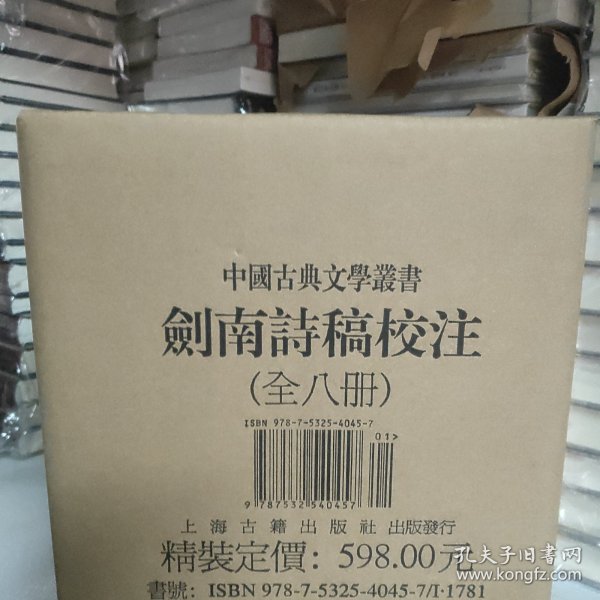 中國古典文學叢書
劍南詩稿校注
(全八冊)
ISBN 978-7-5325-4045-7
01>
9 787532 540457
上海古籍出版社 出版發行
精裝定價：598.00元
書號：ISBN 978-7-5325-4045-7/I·1781
孔夫子旧书网
www.kongfz.com